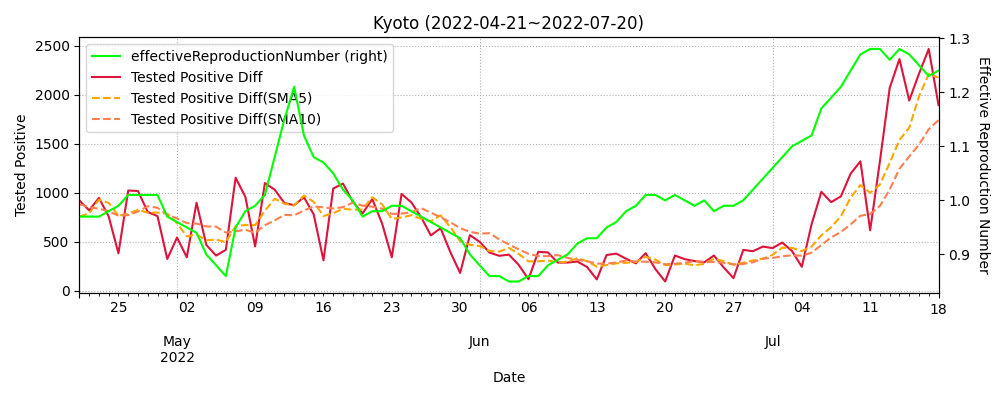 Kyoto (2022-04-21~2022-07-20)
effectiveReproductionNumber (right)
Tested Positive Diff
Tested Positive Diff(SMA5)
Tested Positive Diff(SMA10)
Tested Positive
2500
2000
1500
1000
500
0
Effective Reproduction Number
1.3
1.2
1.1
1.0
0.9
25 02 09 16 23 30 06 13 20 27 04 11 18
May Jun Jul
2022
Date